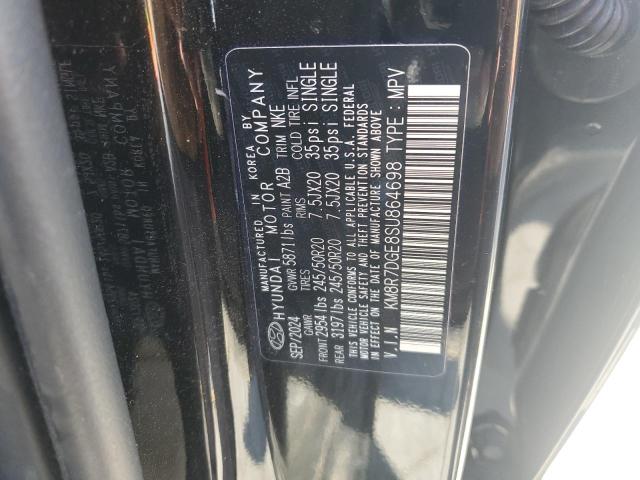 MANUFACTURED IN KOREA BY
HYUNDAI MOTOR COMPANY
SEP/2024 GVWR 5871 lbs PAINT A2B TRIM NKE
GAWR TIRES RIMS COLD TIRE INFL
FRONT 2954 lbs 245/50R20 7.5JX20 35psi SINGLE
REAR 3197 lbs 245/50R20 7.5JX20 35psi SINGLE
THIS VEHICLE CONFORMS TO ALL APPLICABLE U.S.A. FEDERAL
MOTOR VEHICLE SAFETY AND THEFT PREVENTION STANDARDS
IN EFFECT ON THE DATE OF MANUFACTURE SHOWN ABOVE
V.I.N KM8R7DGE8SU864698 TYPE : MPV